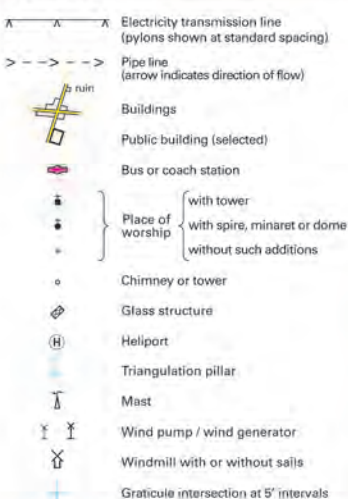 Electricity transmission line
(pylons shown at standard spacing)
Pipe line
(arrow indicates direction of flow)
ruin
Buildings
Public building (selected)
Bus or coach station
Place of worship
with tower
with spire, minaret or dome
without such additions
Chimney or tower
Glass structure
H
Heliport
Triangulation pillar
Mast
Wind pump / wind generator
Windmill with or without sails
Graticule intersection at 5' intervals